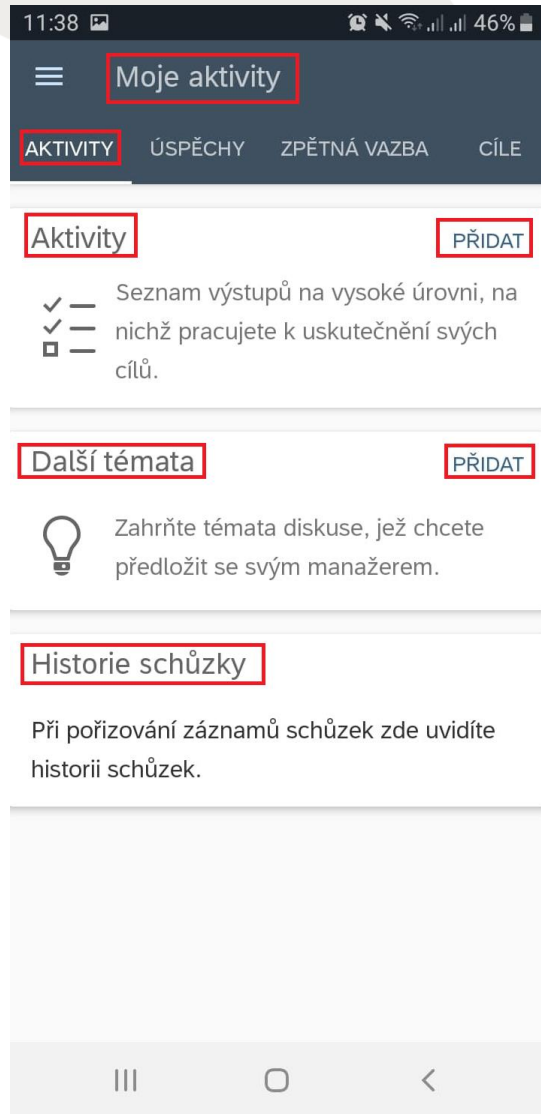 11:38 46%
Moje aktivity
AKTIVITY ÚSPĚCHY ZPĚTNÁ VAZBA CÍLE
Aktivity PŘIDAT
Seznam výstupů na vysoké úrovni, na
nichž pracujete k uskutečnění svých
cílů.
Další témata PŘIDAT
Zahrňte témata diskuse, jež chcete
předložit se svým manažerem.
Historie schůzky
Při pořizování záznamů schůzek zde uvidíte
historii schůzek.